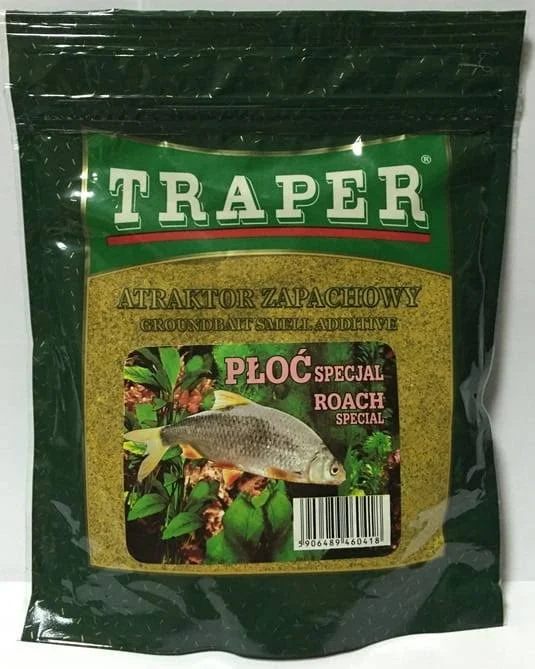 TRAPER®
ATRAKTOR ZAPACHOWY
GROUNDBAIT SMELL ADDITIVE
PŁOĆ SPECJAL
ROACH
SPECIAL
5906489460418